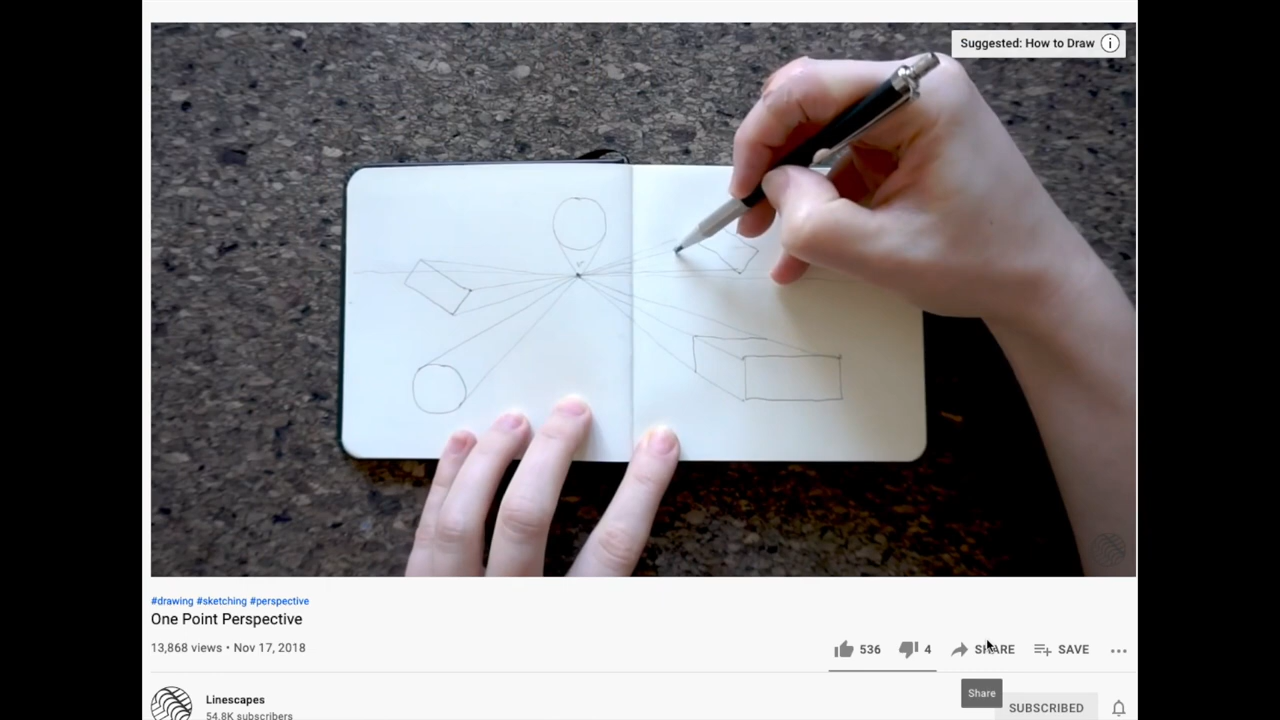 Suggested: How to Draw
#drawing #sketching #perspective
One Point Perspective
13,868 views • Nov 17, 2018
536
4
SHARE
SAVE
Share
Linescapes
SUBSCRIBED
54.8K subscribers